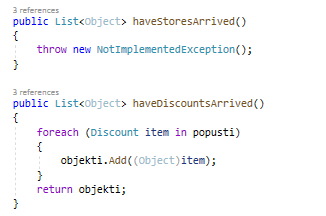 3 references
public List<Object> haveStoresArrived()
{
throw new NotImplementedException();
}
3 references
public List<Object> haveDiscountsArrived()
{
foreach (Discount item in popusti)
{
objekti.Add((Object)item);
}
return objekti;
}